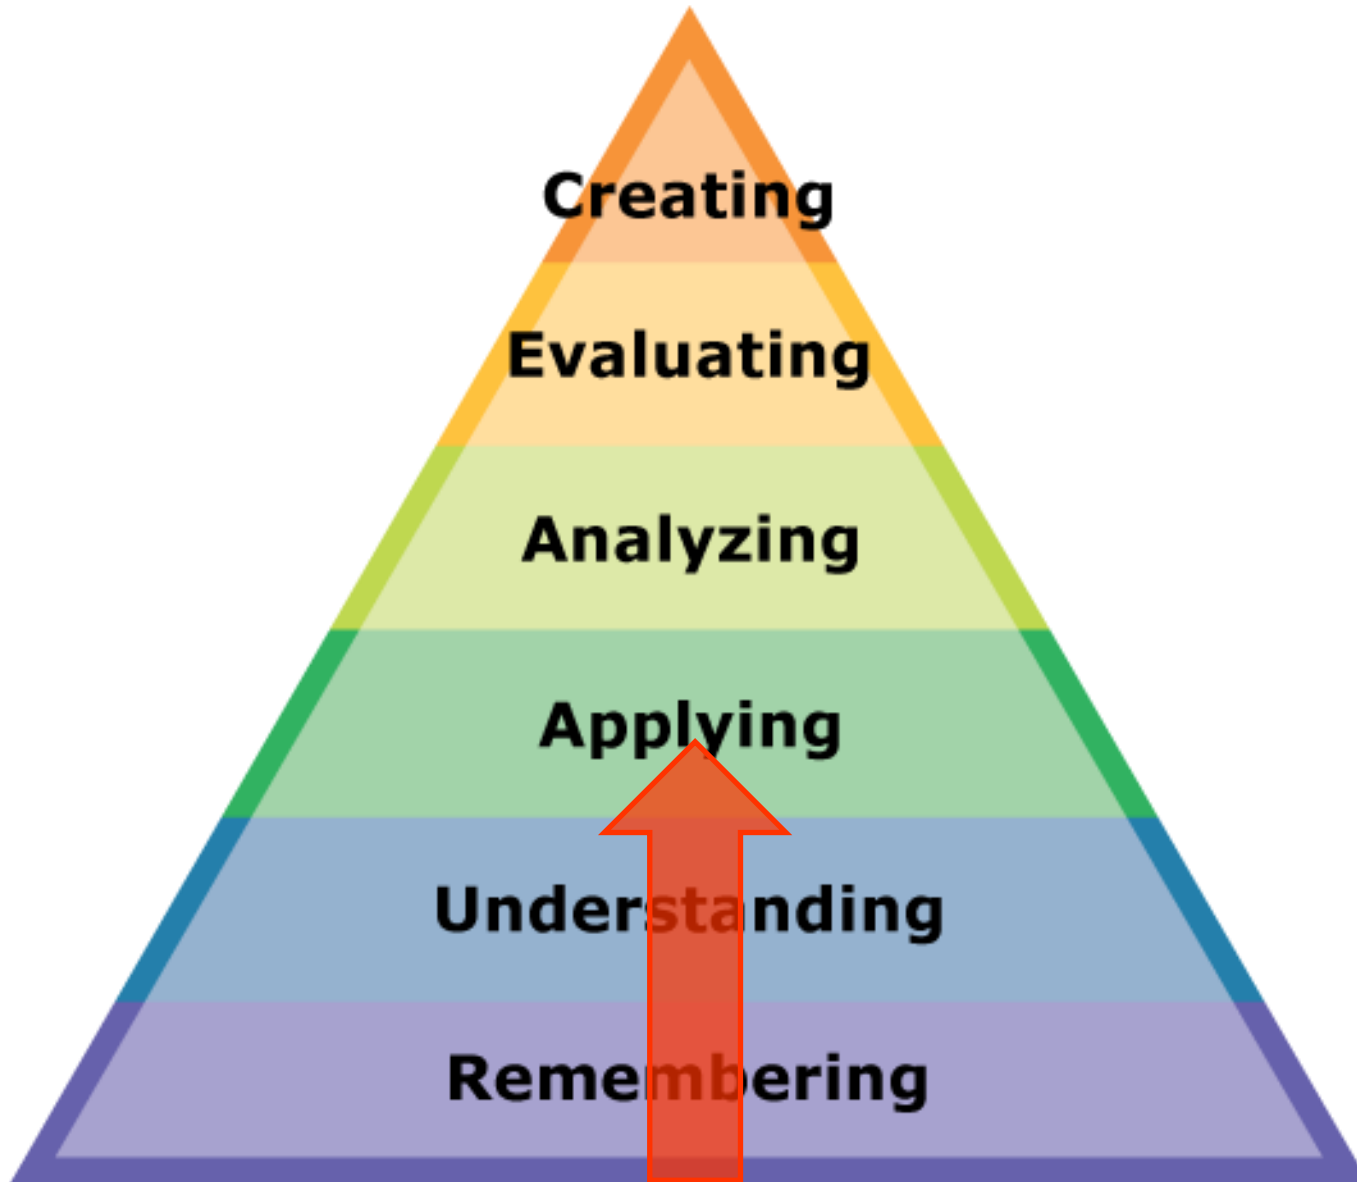 Creating
Evaluating
Analyzing
Applying
Understanding
Remembering